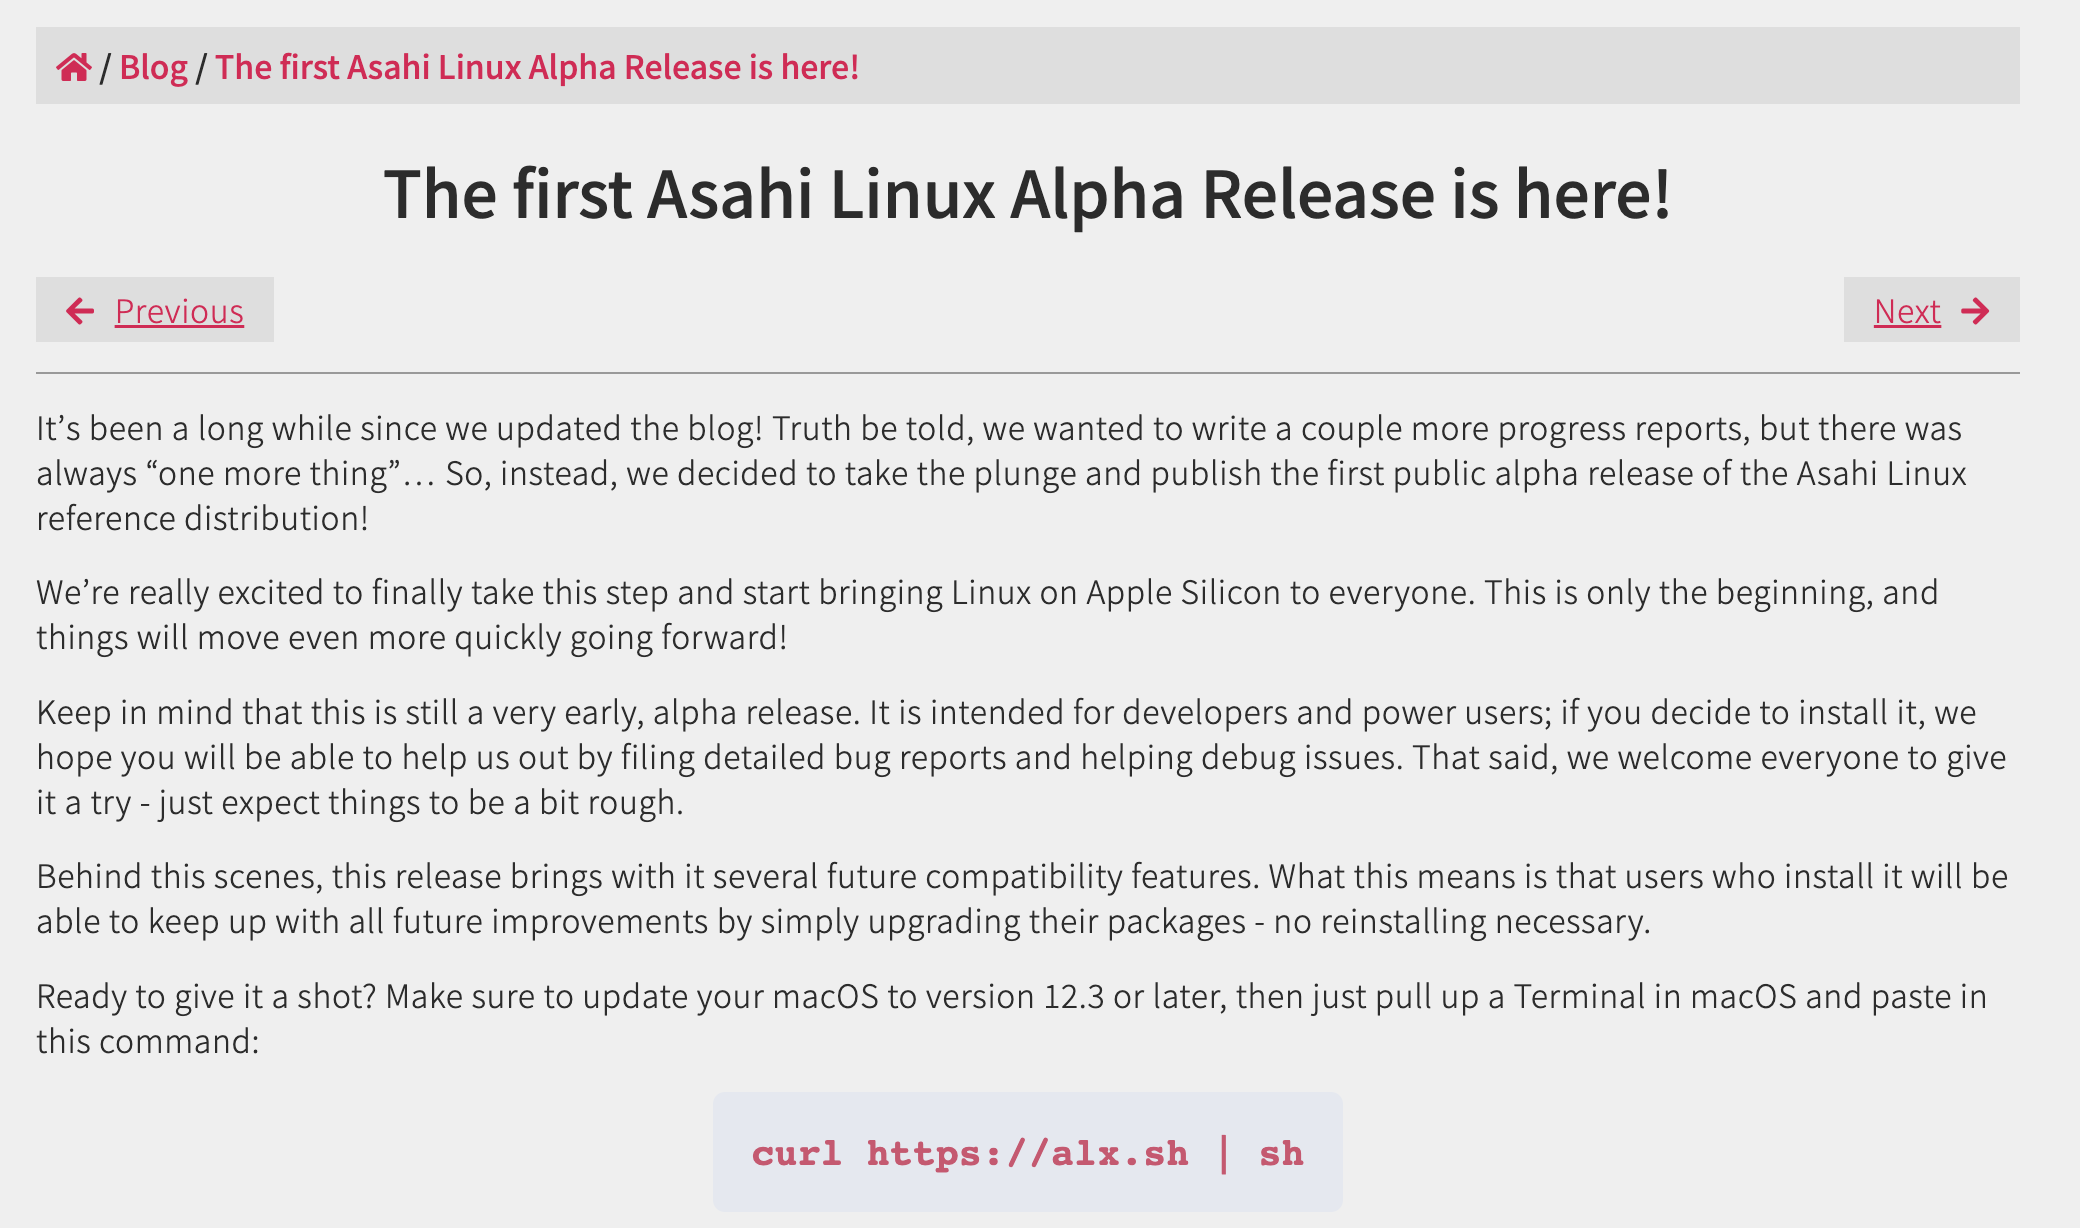 / Blog / The first Asahi Linux Alpha Release is here!
The first Asahi Linux Alpha Release is here!
Previous
Next
It’s been a long while since we updated the blog! Truth be told, we wanted to write a couple more progress reports, but there was
always “one more thing”… So, instead, we decided to take the plunge and publish the first public alpha release of the Asahi Linux
reference distribution!
We’re really excited to finally take this step and start bringing Linux on Apple Silicon to everyone. This is only the beginning, and
things will move even more quickly going forward!
Keep in mind that this is still a very early, alpha release. It is intended for developers and power users; if you decide to install it, we
hope you will be able to help us out by filing detailed bug reports and helping debug issues. That said, we welcome everyone to give
it a try - just expect things to be a bit rough.
Behind this scenes, this release brings with it several future compatibility features. What this means is that users who install it will be
able to keep up with all future improvements by simply upgrading their packages - no reinstalling necessary.
Ready to give it a shot? Make sure to update your macOS to version 12.3 or later, then just pull up a Terminal in macOS and paste in
this command:
curl https://alx.sh | sh